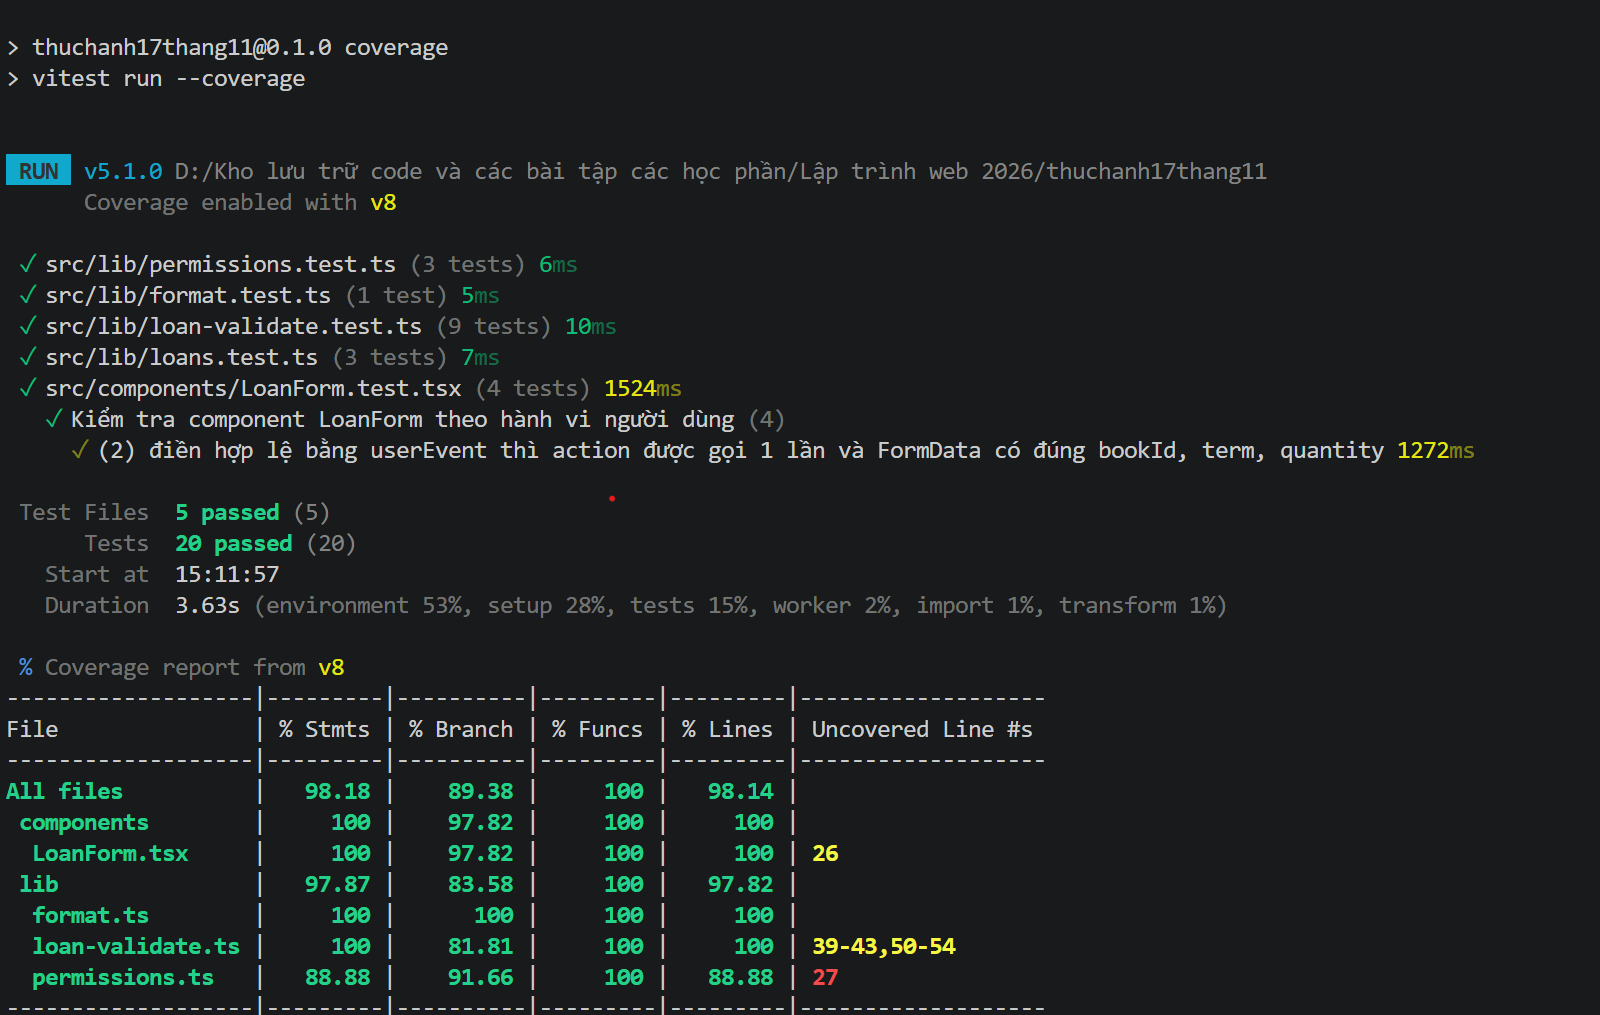 > thuchanh17thang11@0.1.0 coverage
> vitest run --coverage
RUN v5.1.0 D:/Kho lưu trữ code và các bài tập các học phần/Lập trình web 2026/thuchanh17thang11
Coverage enabled with v8
✓ src/lib/permissions.test.ts (3 tests) 6ms
✓ src/lib/format.test.ts (1 test) 5ms
✓ src/lib/loan-validate.test.ts (9 tests) 10ms
✓ src/lib/loans.test.ts (3 tests) 7ms
✓ src/components/LoanForm.test.tsx (4 tests) 1524ms
✓ Kiểm tra component LoanForm theo hành vi người dùng (4)
✓ (2) điền hợp lệ bằng userEvent thì action được gọi 1 lần và FormData có đúng bookId, term, quantity 1272ms
Test Files 5 passed (5)
Tests 20 passed (20)
Start at 15:11:57
Duration 3.63s (environment 53%, setup 28%, tests 15%, worker 2%, import 1%, transform 1%)
% Coverage report from v8
-------------------|---------|----------|---------|---------|-------------------
File | % Stmts | % Branch | % Funcs | % Lines | Uncovered Line #s
-------------------|---------|----------|---------|---------|-------------------
All files | 98.18 | 89.38 | 100 | 98.14 |
components | 100 | 97.82 | 100 | 100 |
LoanForm.tsx | 100 | 97.82 | 100 | 100 | 26
lib | 97.87 | 83.58 | 100 | 97.82 |
format.ts | 100 | 100 | 100 | 100 |
loan-validate.ts | 100 | 81.81 | 100 | 100 | 39-43,50-54
permissions.ts | 88.88 | 91.66 | 100 | 88.88 | 27
-------------------|---------|----------|---------|---------|-------------------